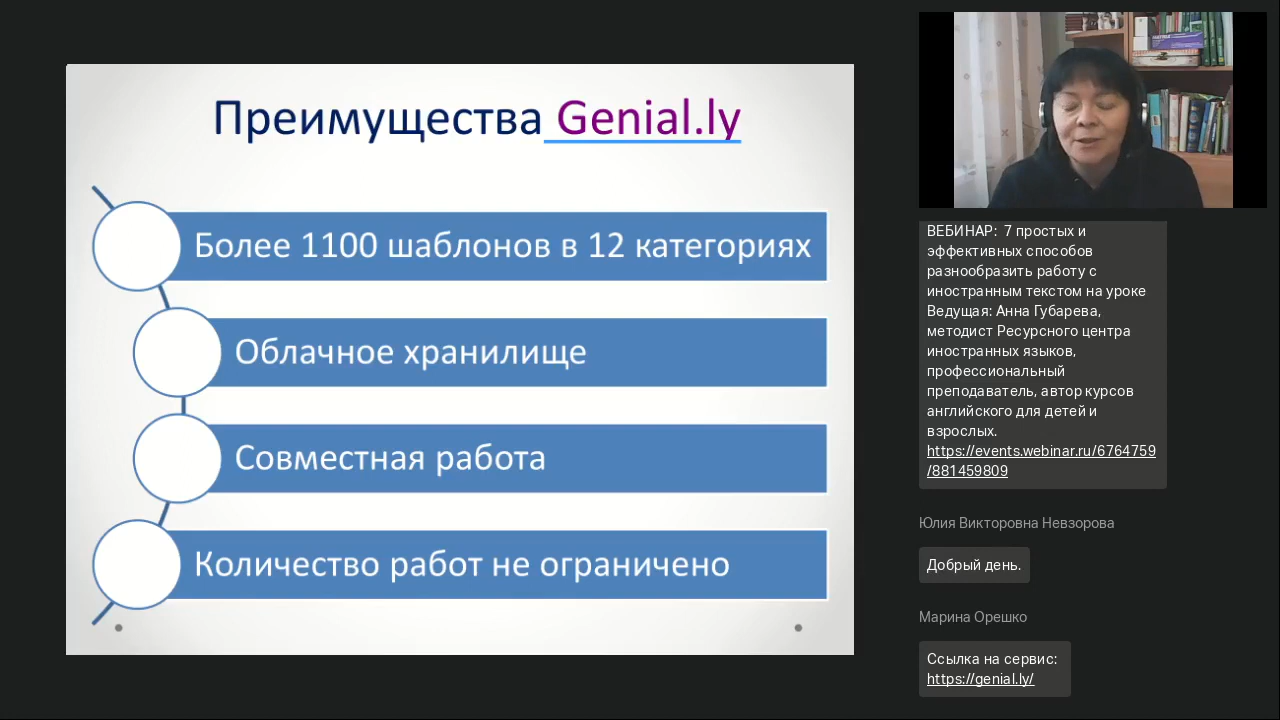 Преимущества Genial.ly
Более 1100 шаблонов в 12 категориях
Облачное хранилище
Совместная работа
Количество работ не ограничено
ВЕБИНАР: 7 простых и
эффективных способов
разнообразить работу с
иностранным текстом на уроке
Ведущая: Анна Губарева,
методист Ресурсного центра
иностранных языков,
профессиональный
преподаватель, автор курсов
английского для детей и
взрослых.
https://events.webinar.ru/6764759
/881459809
Юлия Викторовна Невзорова
Добрый день.
Марина Орешко
Ссылка на сервис:
https://genial.ly/